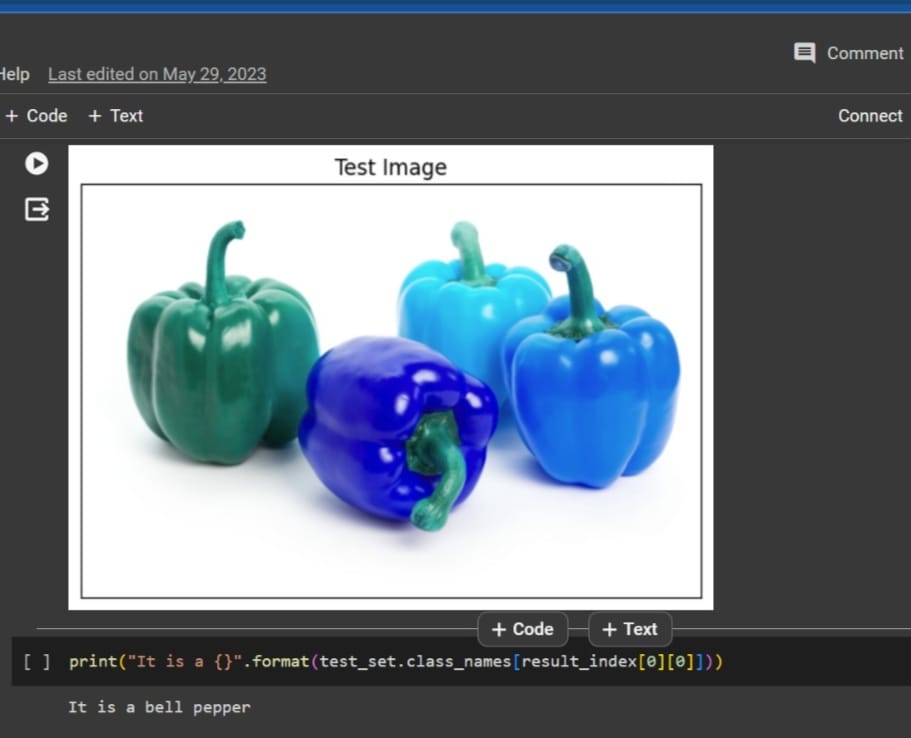 Help Last edited on May 29, 2023
Comment
+ Code + Text
Connect
Test Image
+ Code + Text
[ ] print("It is a {}".format(test_set.class_names[result_index[0][0]]))
It is a bell pepper